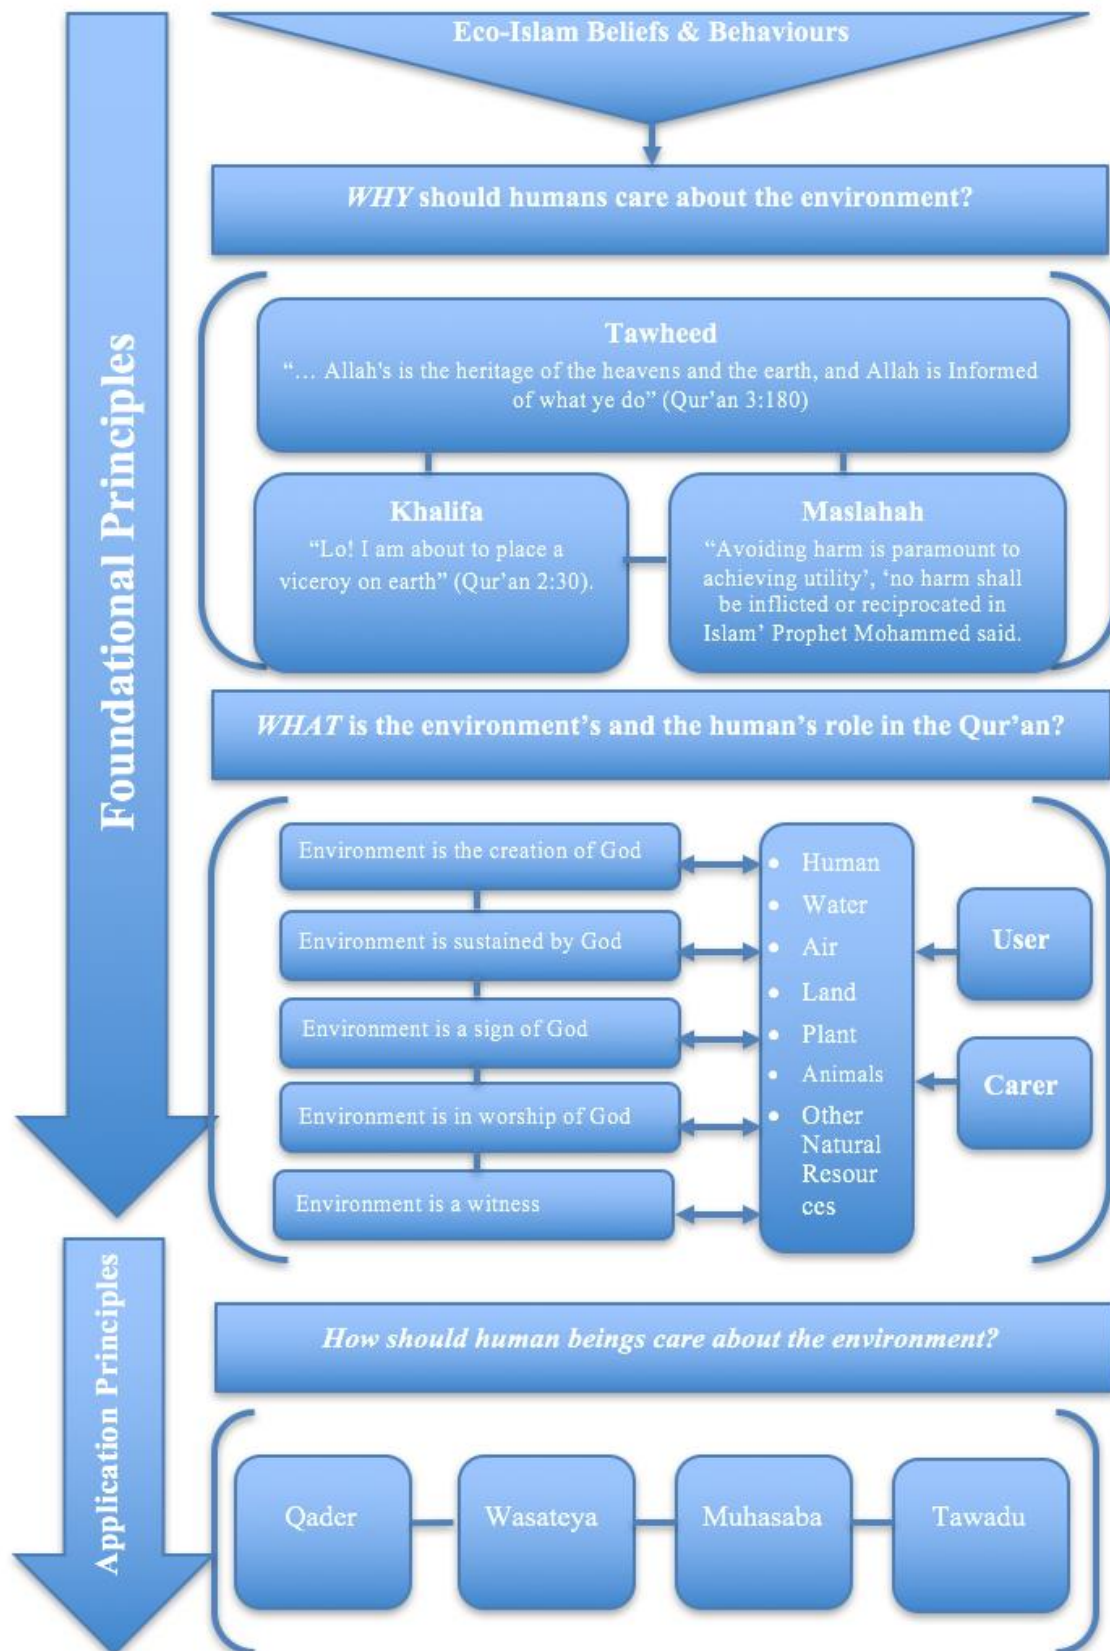 Eco-Islam Beliefs & Behaviours
WHY should humans care about the environment?
Foundational Principles
Tawheed
“… Allah's is the heritage of the heavens and the earth, and Allah is Informed
of what ye do” (Qur’an 3:180)
Khalifa
“Lo! I am about to place a
viceroy on earth” (Qur’an 2:30).
Maslahah
“Avoiding harm is paramount to
achieving utility’, ‘no harm shall
be inflicted or reciprocated in
Islam’ Prophet Mohammed said.
WHAT is the environment’s and the human’s role in the Qur’an?
Environment is the creation of God
Environment is sustained by God
Environment is a sign of God
Environment is in worship of God
Environment is a witness
• Human
• Water
• Air
• Land
• Plant
• Animals
• Other
Natural
Resour
ces
User
Carer
Application Principles
How should human beings care about the environment?
Qader
Wasateya
Muhasaba
Tawadu